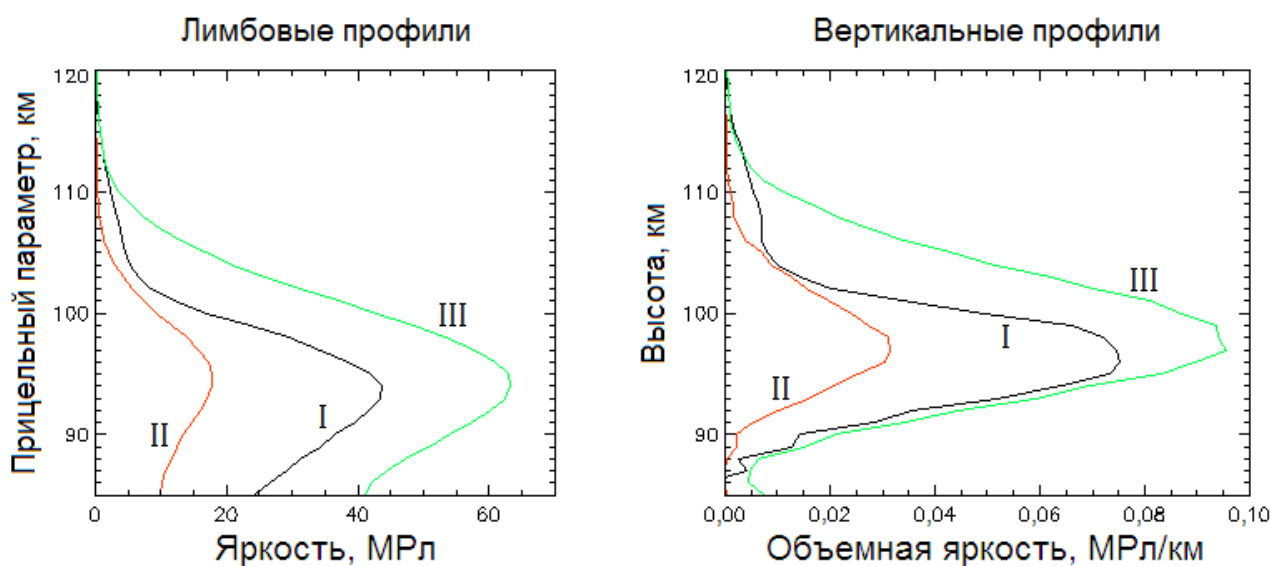 Лимбовые профили
Прицельный параметр, км
120
110
100
90
III
I
II
0
20
40
60
Яркость, МРл
Вертикальные профили
Высота, км
120
110
100
90
III
I
II
0,00
0,02
0,04
0,06
0,08
0,10
Объемная яркость, МРл/км